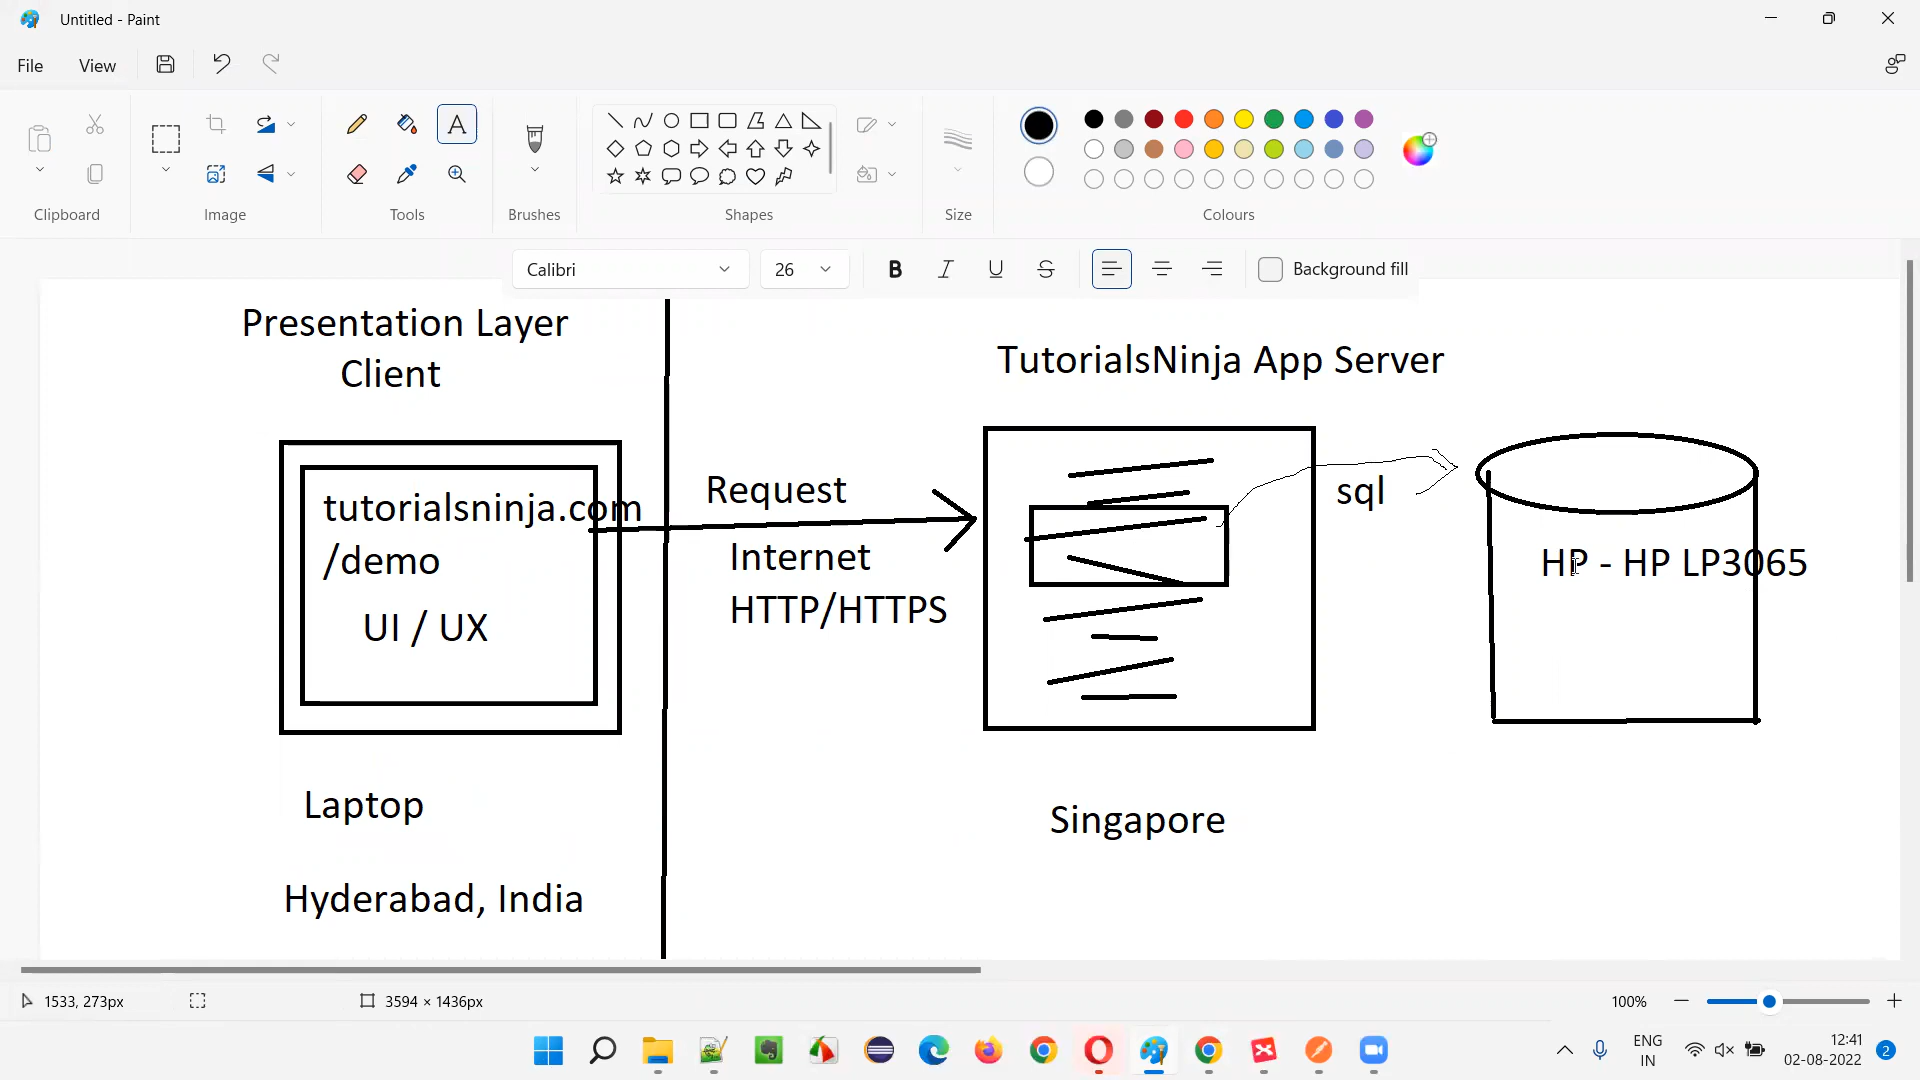 Untitled - Paint
File
View
Clipboard
Image
Tools
Brushes
Shapes
Size
Colours
Calibri
26
B
I
U
S
Background fill
Presentation Layer
Client
TutorialsNinja App Server
tutorialsninja.com
/demo
UI / UX
Request
Internet
HTTP/HTTPS
sql
HP - HP LP3065
Laptop
Singapore
Hyderabad, India
1533, 273px
3594 × 1436px
100%
ENG
IN
12:41
02-08-2022
2